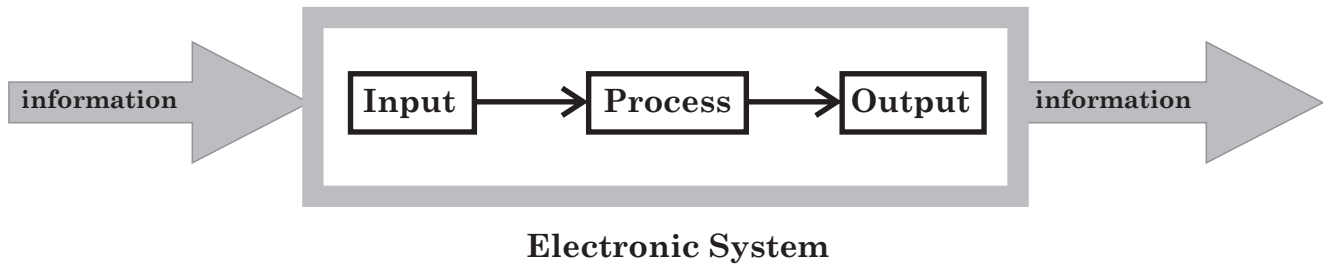 information
Input
Process
Output
information
Electronic System